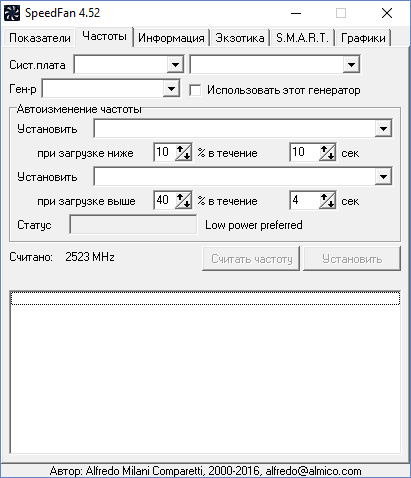 SpeedFan 4.52
Показатели Частоты Информация Экзотика S.M.A.R.T. Графики
Сист.плата
Ген-р Использовать этот генератор
Автоизменение частоты
Установить
при загрузке ниже 10 % в течение 10 сек
Установить
при загрузке выше 40 % в течение 4 сек
Статус Low power preferred
Считано: 2523 MHz Считать частоту Установить
Автор: Alfredo Milani Comparetti, 2000-2016, alfredo@almico.com